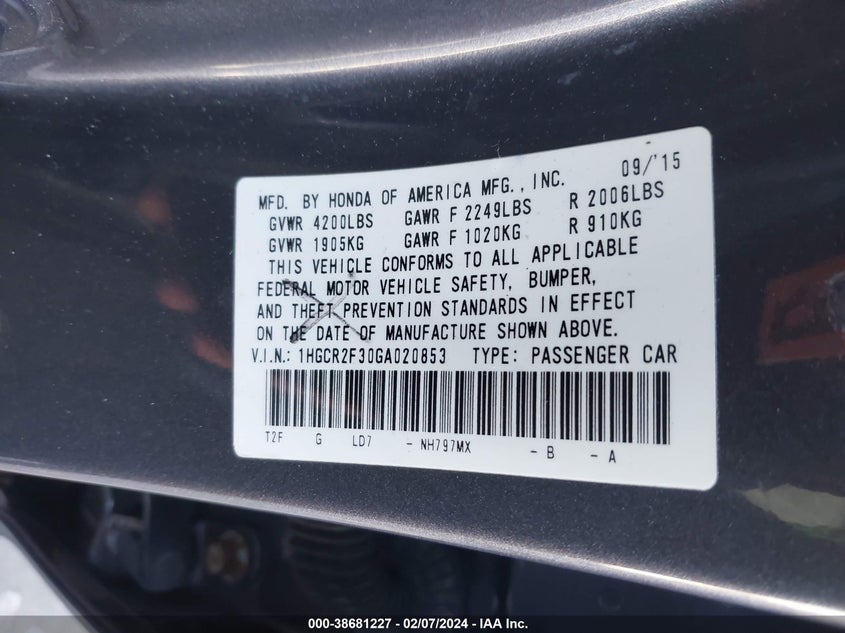 09/'15
MFD. BY HONDA OF AMERICA MFG., INC.
GVWR 4200LBS GAWR F 2249LBS R 2006LBS
GVWR 1905KG GAWR F 1020KG R 910KG
THIS VEHICLE CONFORMS TO ALL APPLICABLE
FEDERAL MOTOR VEHICLE SAFETY, BUMPER,
AND THEFT PREVENTION STANDARDS IN EFFECT
ON THE DATE OF MANUFACTURE SHOWN ABOVE.
V.I.N.: 1HGCR2F30GA020853 TYPE: PASSENGER CAR
T2F G LD7 - NH797MX - B - A
000-38681227 - 02/07/2024 - IAAI.com